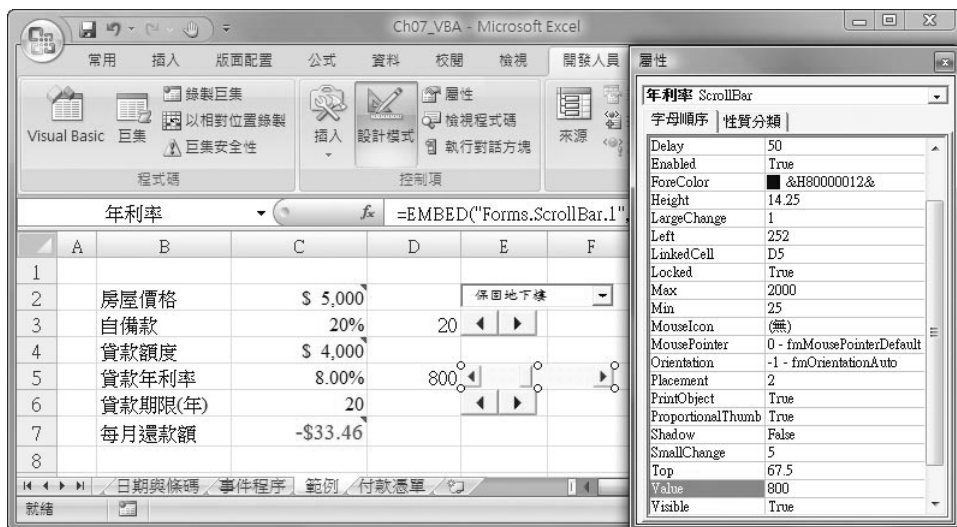 Ch07_VBA - Microsoft Excel
常用 插入 版面配置 公式 資料 校閱 檢視 開發人員
Visual Basic
巨集
錄製巨集
以相對位置錄製
巨集安全性
程式碼
插入
設計模式
屬性
檢視程式碼
執行對話方塊
控制項
來源
年利率
fx =EMBED("Forms.ScrollBar.1",
A B C D E F
1
2 房屋價格 $ 5,000 保固地下樓
3 自備款 20% 20
4 貸款額度 $ 4,000
5 貸款年利率 8.00% 800
6 貸款期限(年) 20
7 每月還款額 -$33.46
8
日期與條碼 事件程序 範例 付款憑單
就緒
屬性
年利率 ScrollBar
字母順序 性質分類
Delay 50
Enabled True
ForeColor &H80000012&
Height 14.25
LargeChange 1
Left 252
LinkedCell D5
Locked True
Max 2000
Min 25
MouseIcon (無)
MousePointer 0 - fmMousePointerDefault
Orientation -1 - fmOrientationAuto
Placement 2
PrintObject True
ProportionalThumb True
Shadow False
SmallChange 5
Top 67.5
Value 800
Visible True